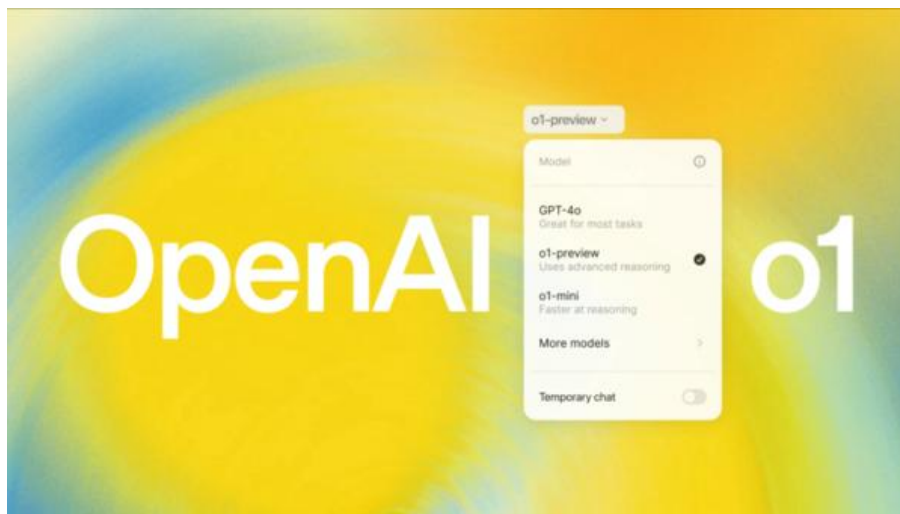 OpenAI o1
o1-preview
Model
GPT-4o
Great for most tasks
o1-preview
Uses advanced reasoning
o1-mini
Faster at reasoning
More models
Temporary chat